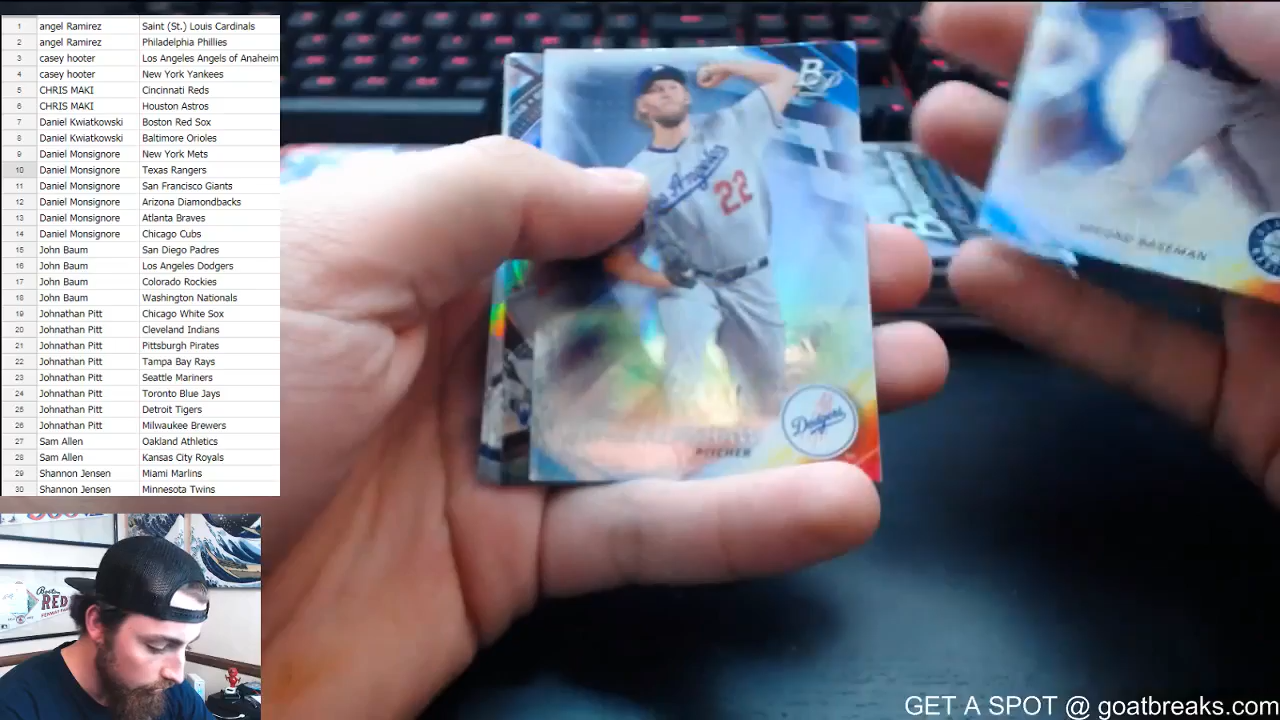 1 angel Ramirez Saint (St.) Louis Cardinals
2 angel Ramirez Philadelphia Phillies
3 casey hooter Los Angeles Angels of Anaheim
4 casey hooter New York Yankees
5 CHRIS MAKI Cincinnati Reds
6 CHRIS MAKI Houston Astros
7 Daniel Kwiatkowski Boston Red Sox
8 Daniel Kwiatkowski Baltimore Orioles
9 Daniel Monsignore New York Mets
10 Daniel Monsignore Texas Rangers
11 Daniel Monsignore San Francisco Giants
12 Daniel Monsignore Arizona Diamondbacks
13 Daniel Monsignore Atlanta Braves
14 Daniel Monsignore Chicago Cubs
15 John Baum San Diego Padres
16 John Baum Los Angeles Dodgers
17 John Baum Colorado Rockies
18 John Baum Washington Nationals
19 Johnathan Pitt Chicago White Sox
20 Johnathan Pitt Cleveland Indians
21 Johnathan Pitt Pittsburgh Pirates
22 Johnathan Pitt Tampa Bay Rays
23 Johnathan Pitt Seattle Mariners
24 Johnathan Pitt Toronto Blue Jays
25 Johnathan Pitt Detroit Tigers
26 Johnathan Pitt Milwaukee Brewers
27 Sam Allen Oakland Athletics
28 Sam Allen Kansas City Royals
29 Shannon Jensen Miami Marlins
30 Shannon Jensen Minnesota Twins
B
Angeles
22
Dodgers
PITCHER
SECOND BASEMAN
Boston
RED
GET A SPOT @ goatbreaks.com